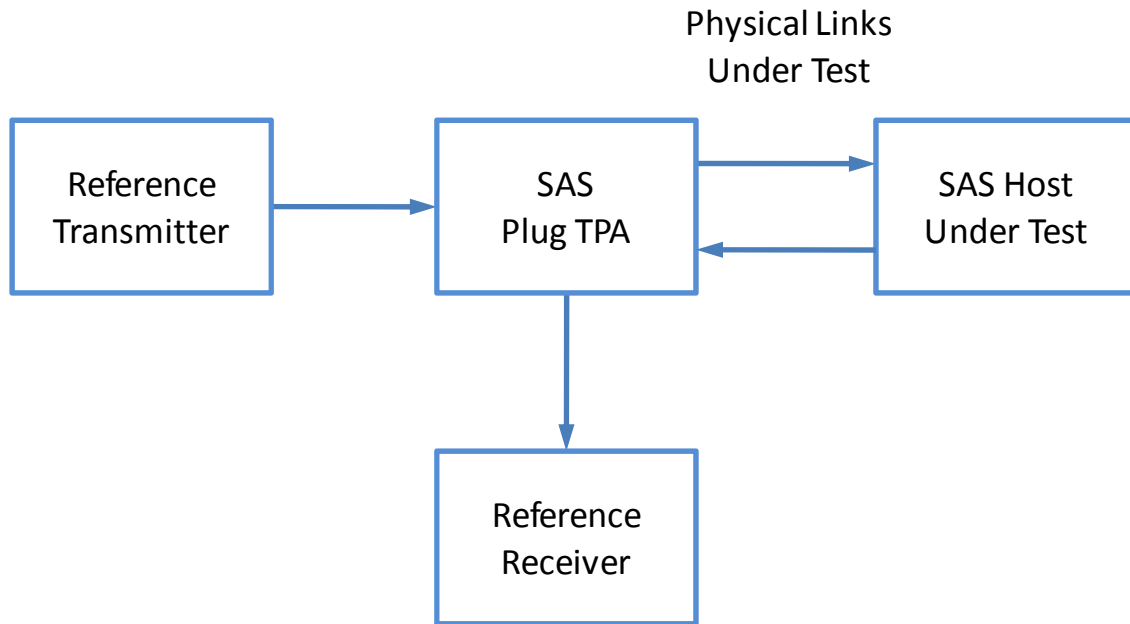 Physical Links
Under Test
Reference
Transmitter
SAS
Plug TPA
SAS Host
Under Test
Reference
Receiver